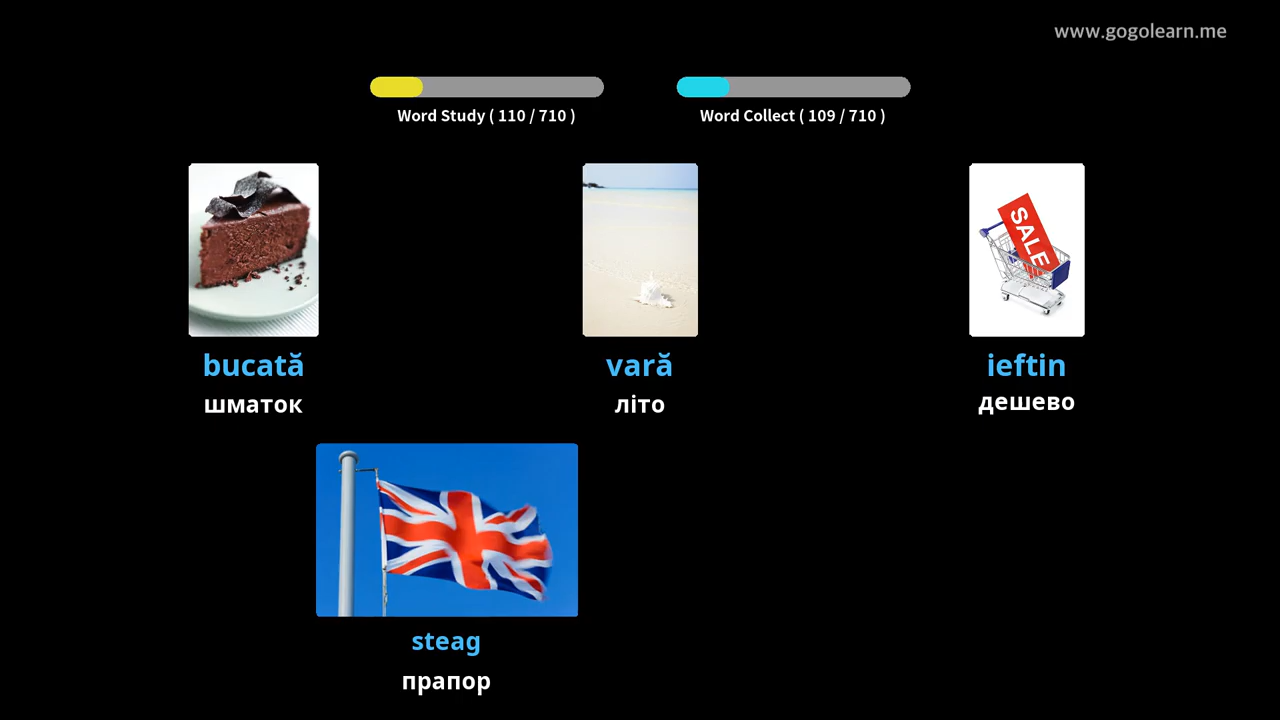 www.gogolearn.me
Word Study ( 110 / 710 )
Word Collect ( 109 / 710 )
SALE
bucată
vară
ieftin
шматок
літо
дешево
steag
прапор